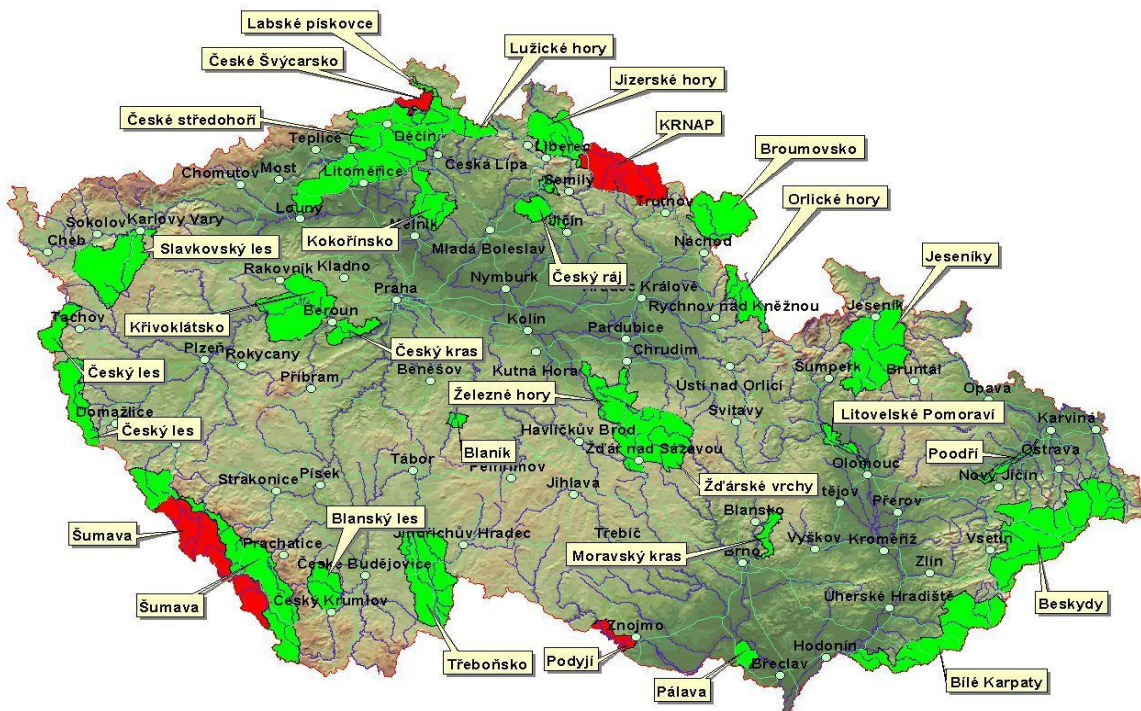 Labské pískovce
České Švýcarsko
Lužické hory
Jizerské hory
České středohoří
KRNAP
Děčín
Teplice
Liberec
Broumovsko
Česká Lípa
Most
Chomutov
Litoměřice
Semily
Orlické hory
Louny
Trutnov
Karlovy Vary
Sokolov
Cheb
Mělník
Jičín
Slavkovský les
Kokořínsko
Mladá Boleslav
Náchod
Český ráj
Jeseníky
Rakovník
Kladno
Nymburk
Hradec Králové
Praha
Rychnov nad Kněžnou
Jeseník
Křivoklátsko
Beroun
Tachov
Kolín
Pardubice
Plzeň
Rokycany
Český kras
Chrudim
Český les
Benešov
Kutná Hora
Ústí nad Orlicí
Šumperk
Bruntál
Příbram
Železné hory
Opava
Domažlice
Svitavy
Litovelské Pomoraví
Karviná
Český les
Havlíčkův Brod
Blaník
Žďár nad Sázavou
Poodří
Ostrava
Tábor
Pelhřimov
Olomouc
Nový Jičín
Strakonice
Písek
Jihlava
Žďárské vrchy
Přerov
Blanský les
Blansko
Šumava
Jindřichův Hradec
Třebíč
Prachatice
Moravský kras
Vyškov
Kroměříž
Vsetín
Brno
České Budějovice
Zlín
Šumava
Český Krumlov
Uherské Hradiště
Beskydy
Znojmo
Třeboňsko
Podyjí
Hodonín
Břeclav
Pálava
Bílé Karpaty